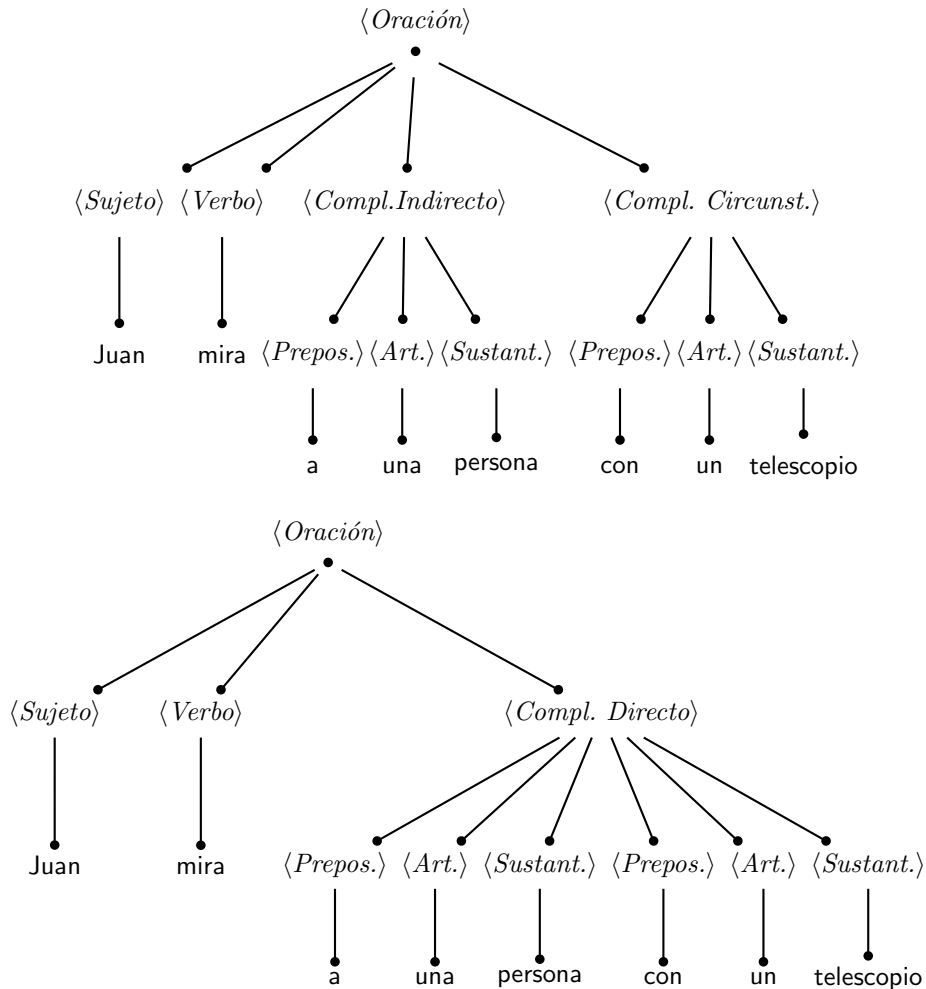 ⟨Oración⟩
⟨Sujeto⟩ ⟨Verbo⟩ ⟨Compl.Indirecto⟩ ⟨Compl. Circunst.⟩
Juan mira ⟨Prepos.⟩ ⟨Art.⟩ ⟨Sustant.⟩ ⟨Prepos.⟩ ⟨Art.⟩ ⟨Sustant.⟩
a una persona con un telescopio
⟨Oración⟩
⟨Sujeto⟩ ⟨Verbo⟩ ⟨Compl. Directo⟩
Juan mira ⟨Prepos.⟩ ⟨Art.⟩ ⟨Sustant.⟩ ⟨Prepos.⟩ ⟨Art.⟩ ⟨Sustant.⟩
a una persona con un telescopio